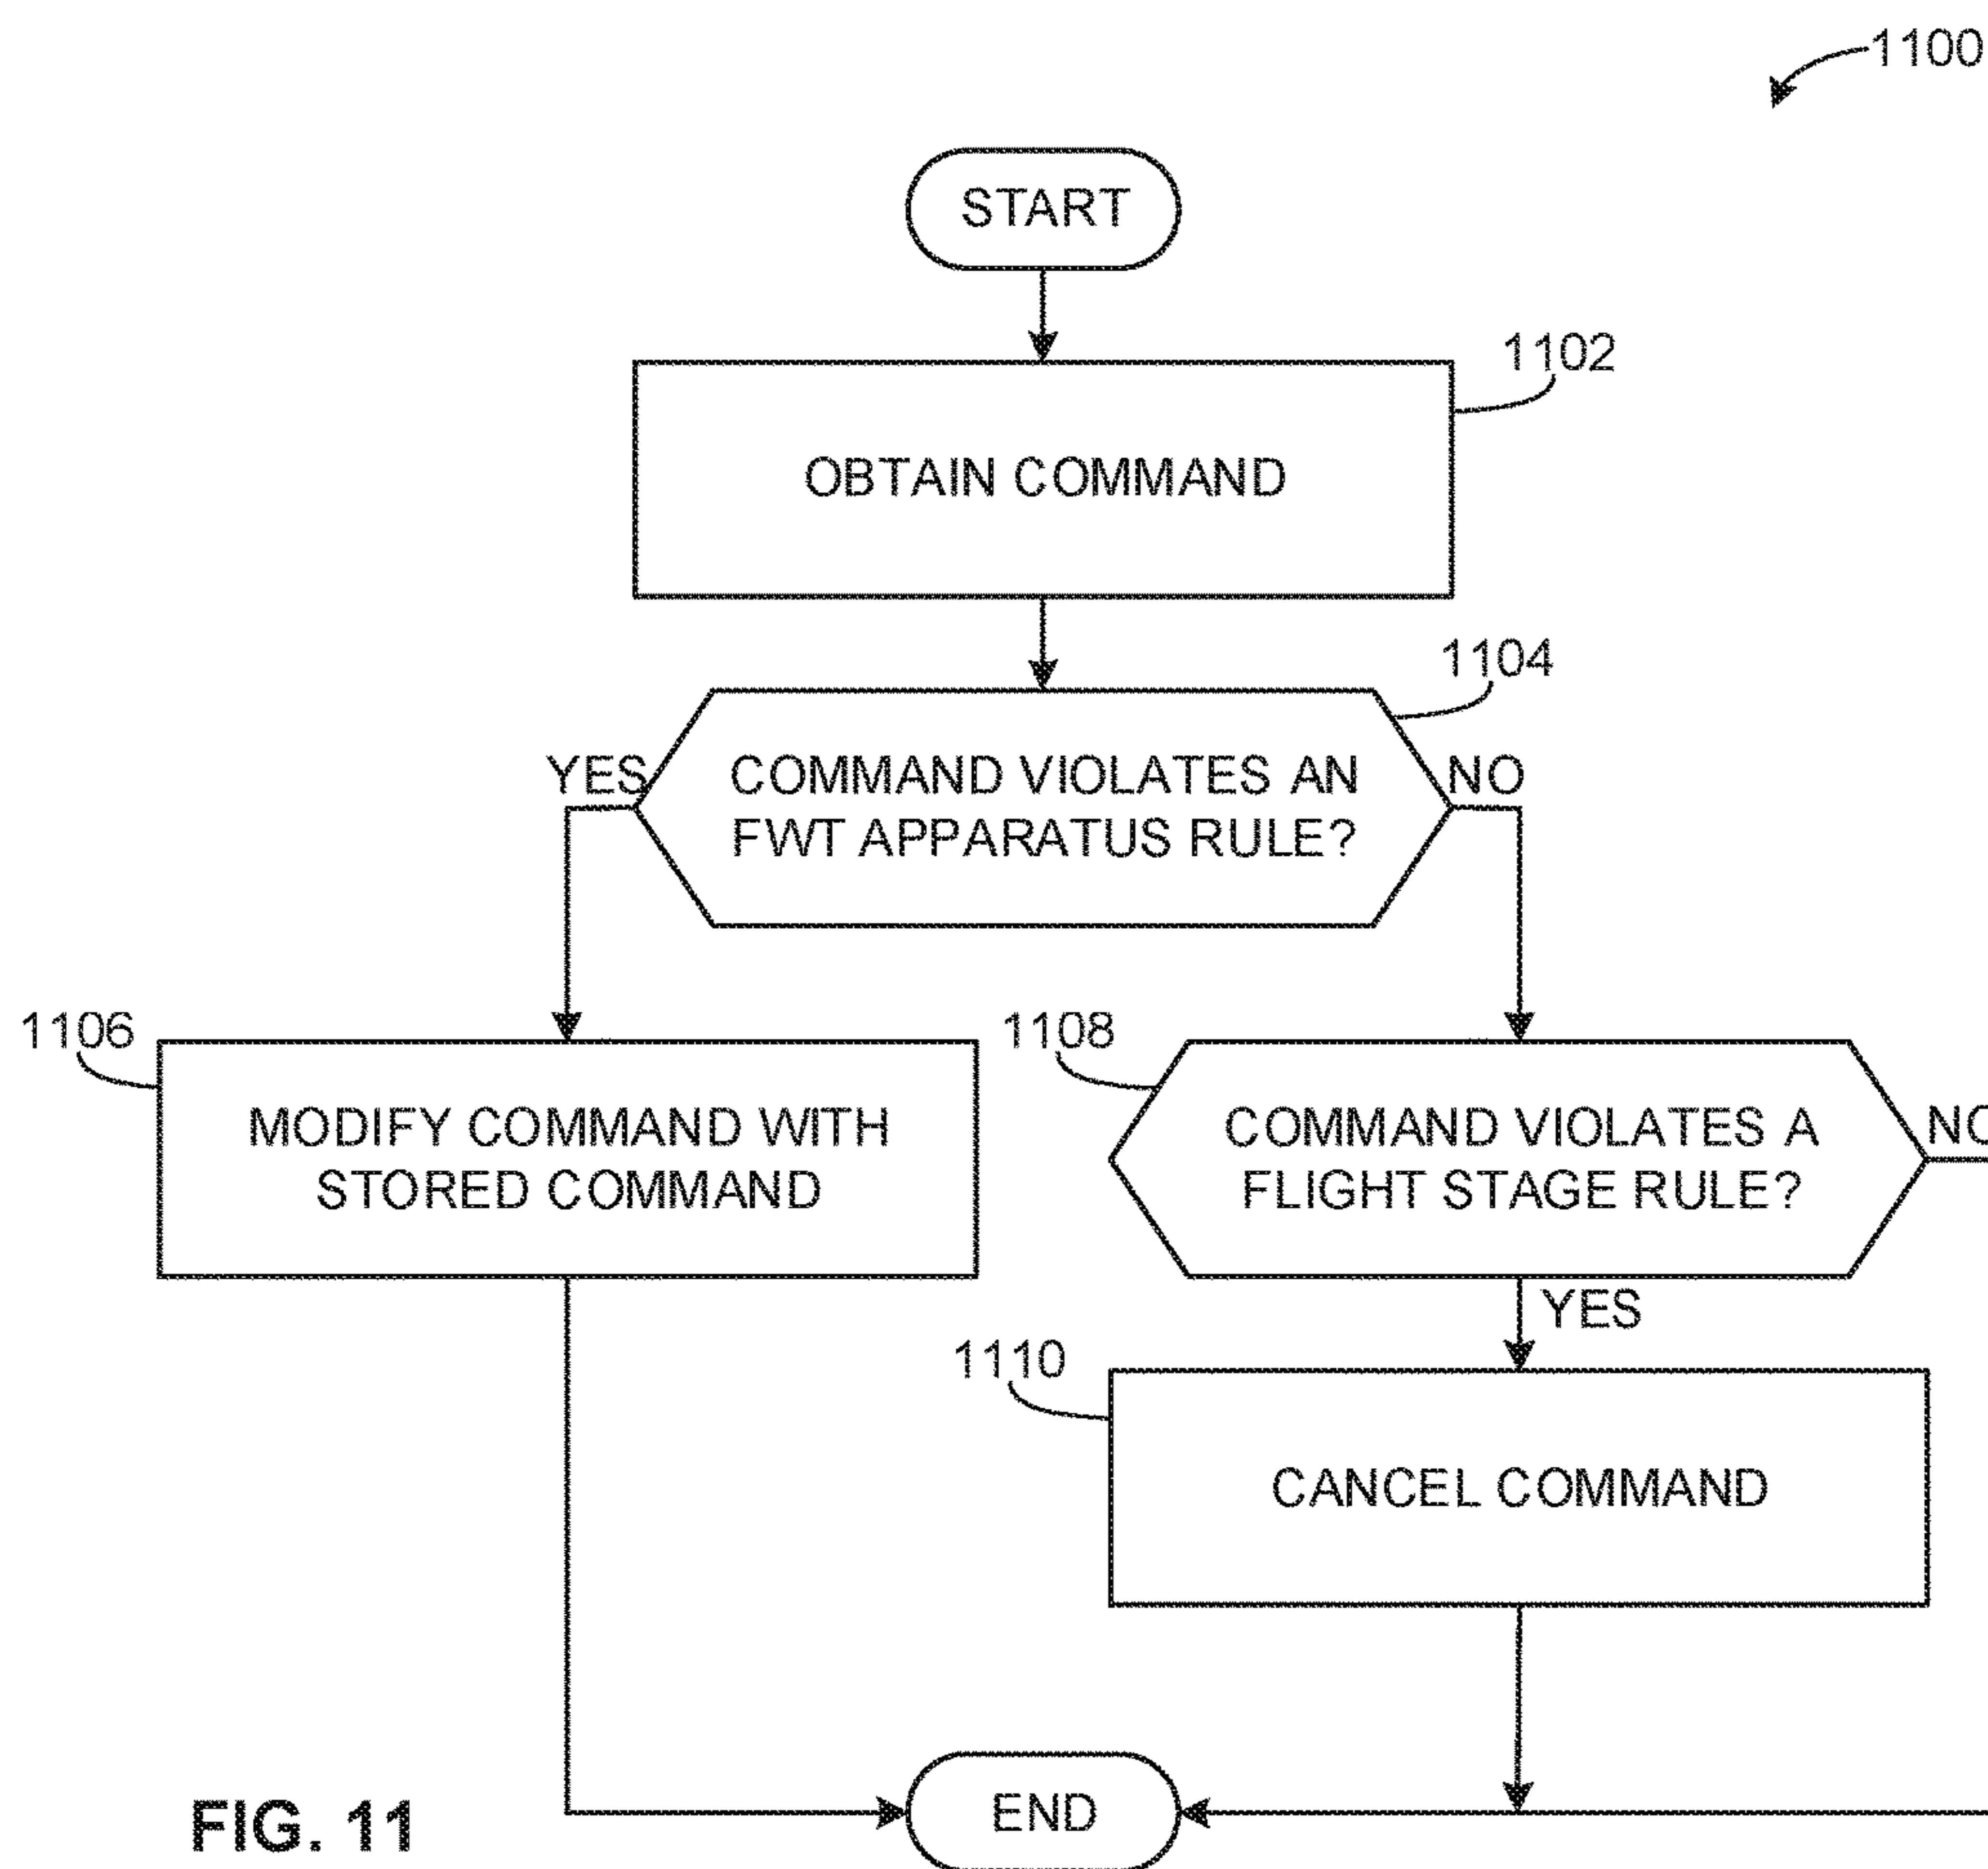 1100
START
1102
OBTAIN COMMAND
1104
YES
COMMAND VIOLATES AN
FWT APPARATUS RULE?
NO
1106
MODIFY COMMAND WITH
STORED COMMAND
1108
COMMAND VIOLATES A
FLIGHT STAGE RULE?
NO
YES
1110
CANCEL COMMAND
END
FIG. 11